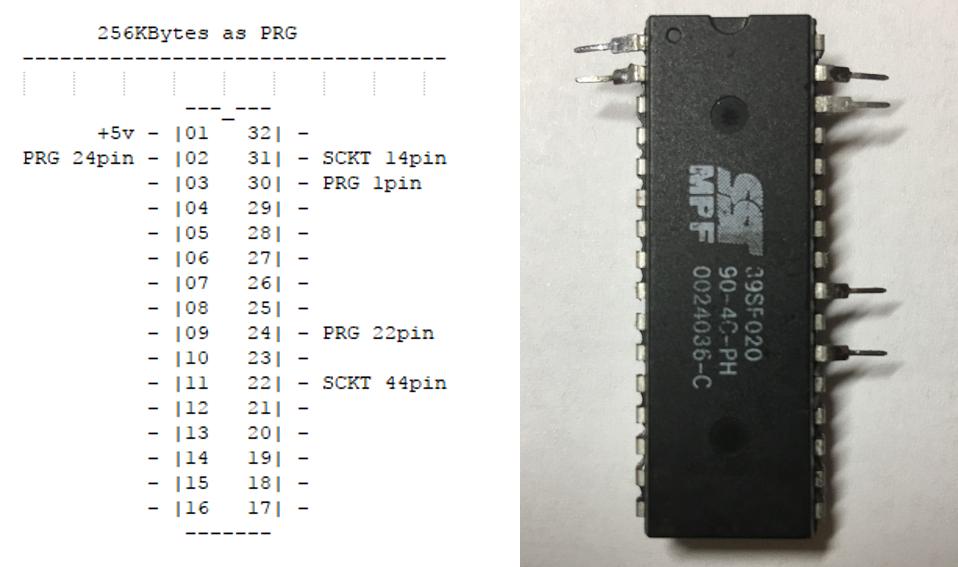 256KBytes as PRG
----------------------------------
---_---
+5v - |01 32| -
PRG 24pin - |02 31| - SCKT 14pin
- |03 30| - PRG 1pin
- |04 29| -
- |05 28| -
- |06 27| -
- |07 26| -
- |08 25| -
- |09 24| - PRG 22pin
- |10 23| -
- |11 22| - SCKT 44pin
- |12 21| -
- |13 20| -
- |14 19| -
- |15 18| -
- |16 17| -
-------
SST
MPF
39SF020
90-4C-PH
0024036-C